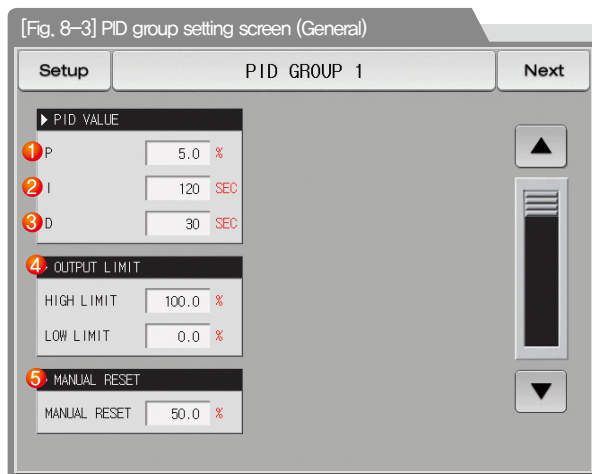 [Fig. 8-3] PID group setting screen (General)
Setup PID GROUP 1 Next
▶ PID VALUE
1 P 5.0 %
2 I 120 SEC
3 D 30 SEC
4 OUTPUT LIMIT
HIGH LIMIT 100.0 %
LOW LIMIT 0.0 %
5 MANUAL RESET
MANUAL RESET 50.0 %